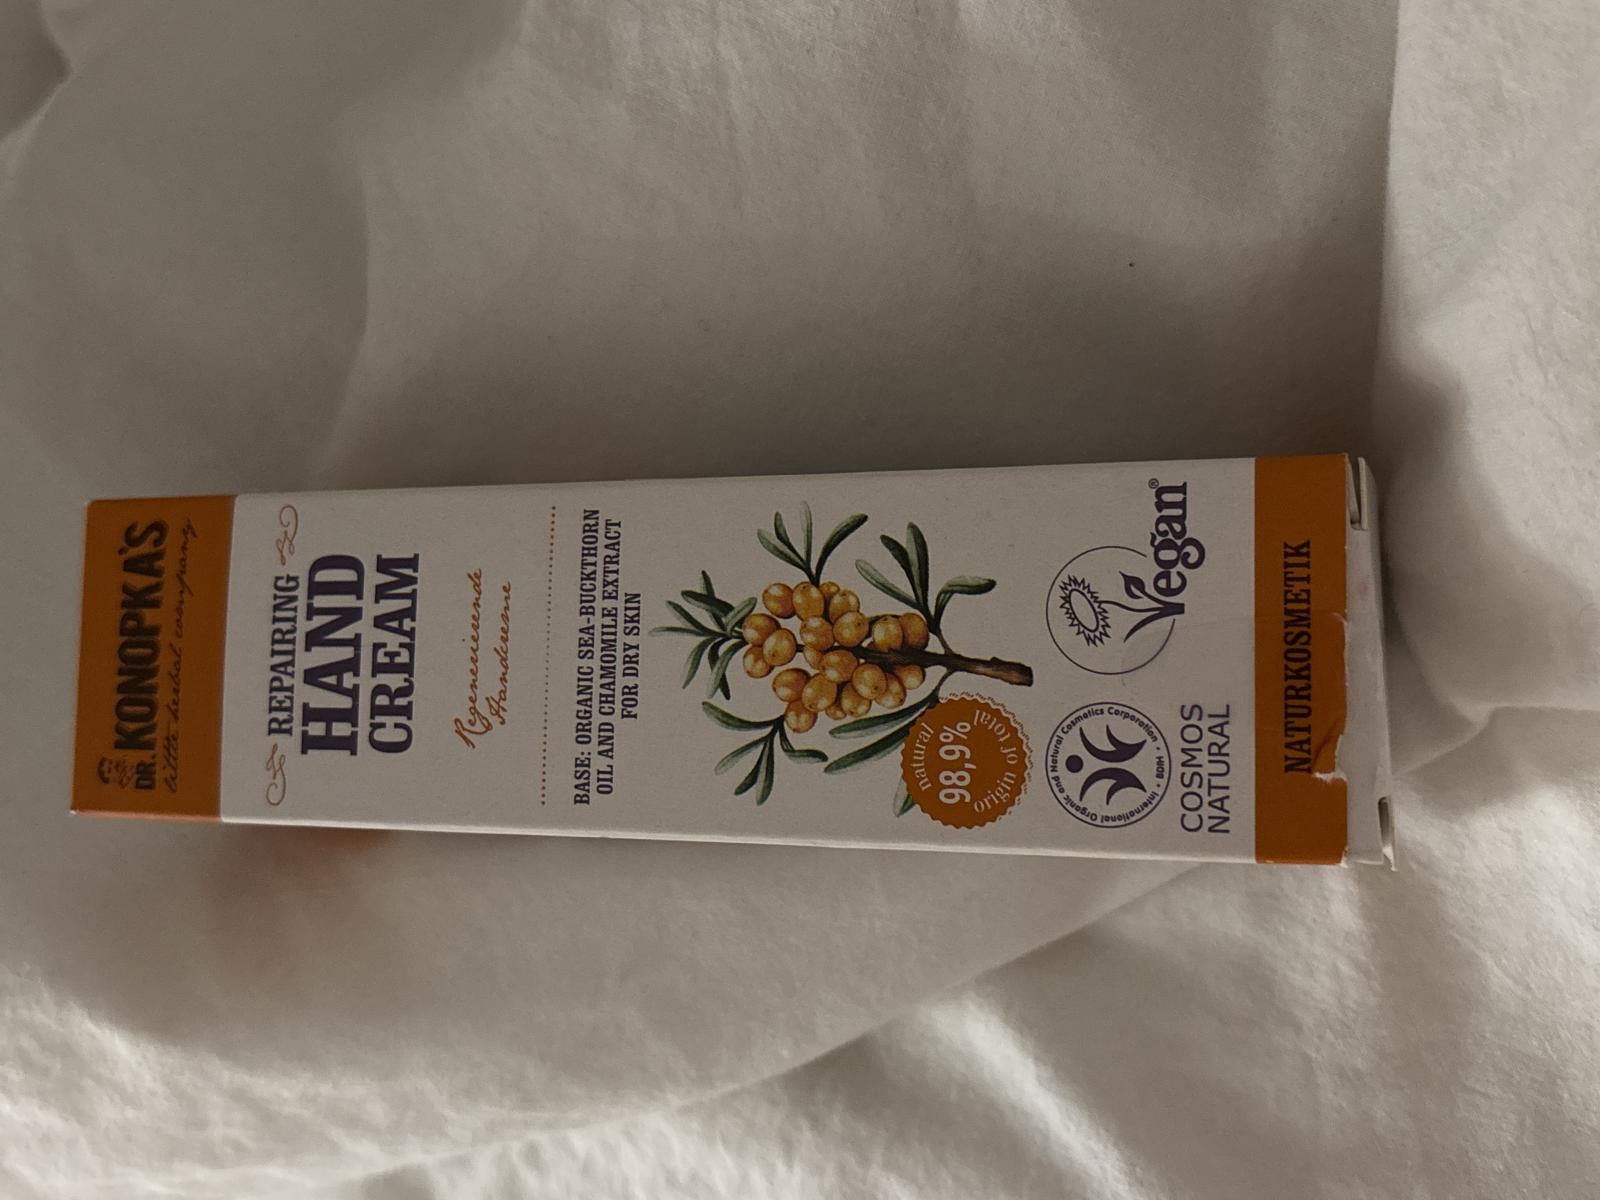 DR. KONOPKA'S
little herbal company
REPAIRING
HAND
CREAM
Regenerierende
Handcreme
BASE: ORGANIC SEA-BUCKTHORN
OIL AND CHAMOMILE EXTRACT
FOR DRY SKIN
natural
98,9%
origin of total
International Organic and Natural Cosmetics Corporation · BDIH ·
COSMOS
NATURAL
Vegan®
NATURKOSMETIK